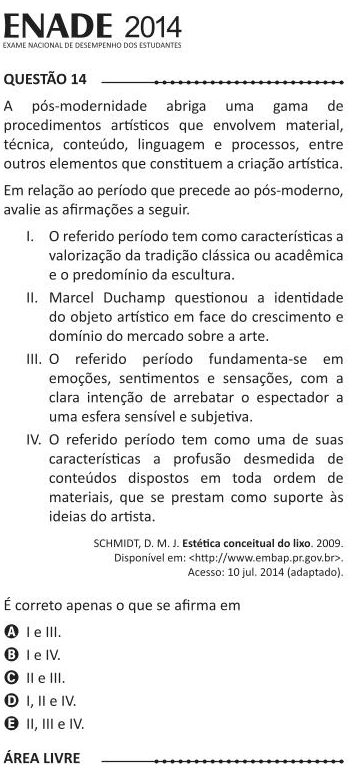 ENADE 2014
EXAME NACIONAL DE DESEMPENHO DOS ESTUDANTES
QUESTÃO 14
A pós-modernidade abriga uma gama de
procedimentos artísticos que envolvem material,
técnica, conteúdo, linguagem e processos, entre
outros elementos que constituem a criação artística.
Em relação ao período que precede ao pós-moderno,
avalie as afirmações a seguir.
I. O referido período tem como características a
valorização da tradição clássica ou acadêmica
e o predomínio da escultura.
II. Marcel Duchamp questionou a identidade
do objeto artístico em face do crescimento e
domínio do mercado sobre a arte.
III. O referido período fundamenta-se em
emoções, sentimentos e sensações, com a
clara intenção de arrebatar o espectador a
uma esfera sensível e subjetiva.
IV. O referido período tem como uma de suas
características a profusão desmedida de
conteúdos dispostos em toda ordem de
materiais, que se prestam como suporte às
ideias do artista.
SCHMIDT, D. M. J. Estética conceitual do lixo. 2009.
Disponível em: <http://www.embap.pr.gov.br>.
Acesso: 10 jul. 2014 (adaptado).
É correto apenas o que se afirma em
A I e III.
B I e IV.
C II e III.
D I, II e IV.
E II, III e IV.
ÁREA LIVRE